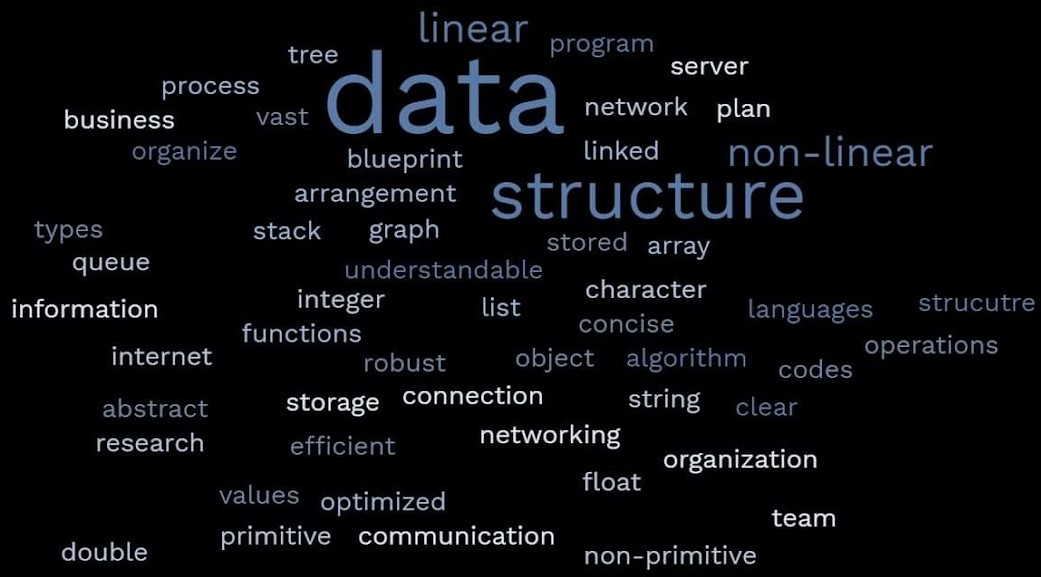 linear
program
tree
server
data
process
network
plan
business
vast
organize
blueprint
linked
non-linear
arrangement
structure
types
stack
graph
stored
array
queue
understandable
information
integer
list
character
languages
strucutre
functions
concise
operations
internet
robust
object
algorithm
codes
abstract
storage
connection
string
clear
research
efficient
networking
organization
values
optimized
float
team
primitive
communication
double
non-primitive